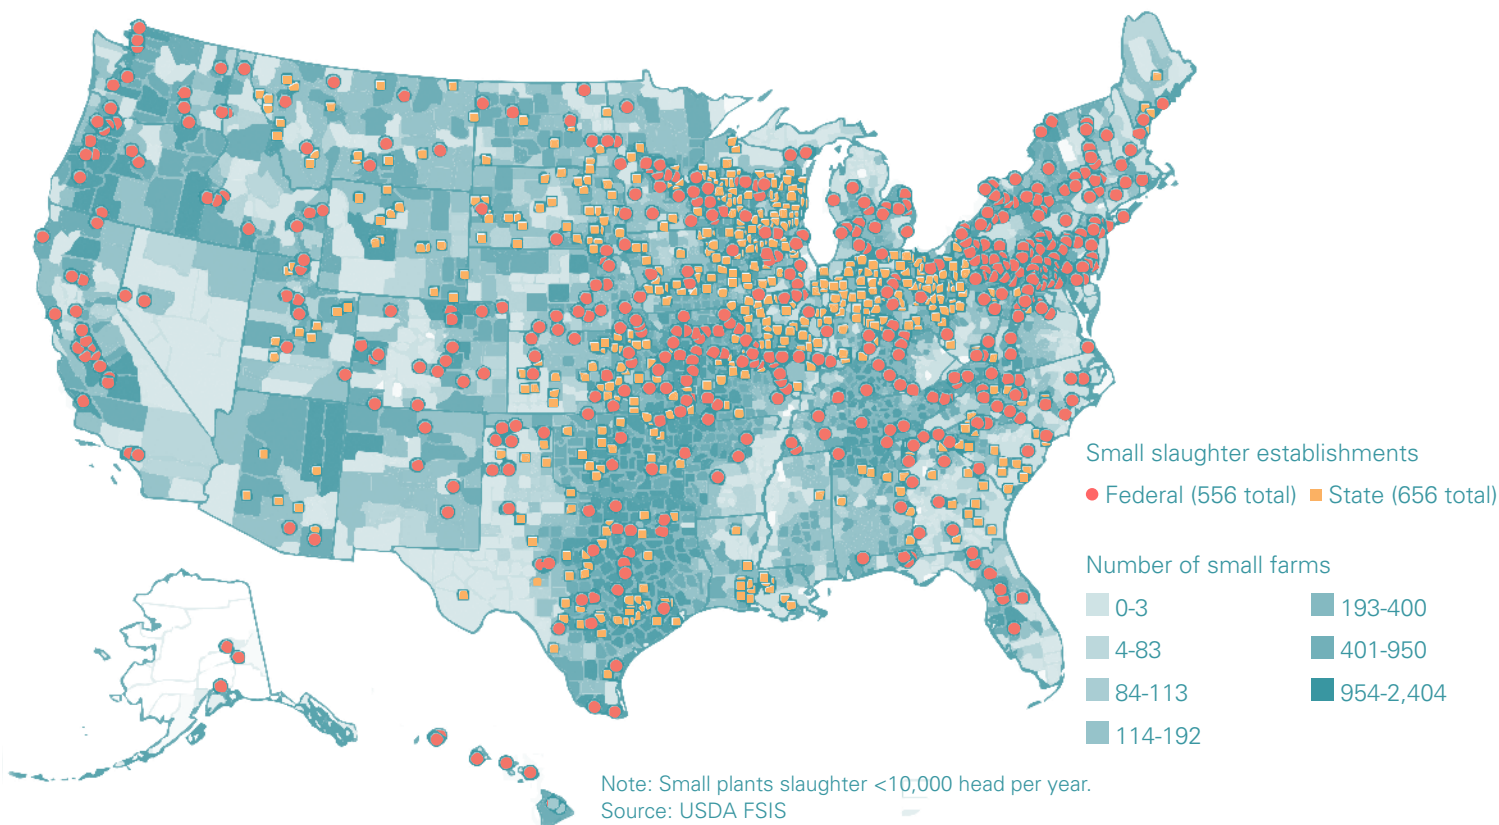 Small slaughter establishments
Federal (556 total) State (656 total)
Number of small farms
0-3
4-83
84-113
114-192
193-400
401-950
954-2,404
Note: Small plants slaughter <10,000 head per year.
Source: USDA FSIS